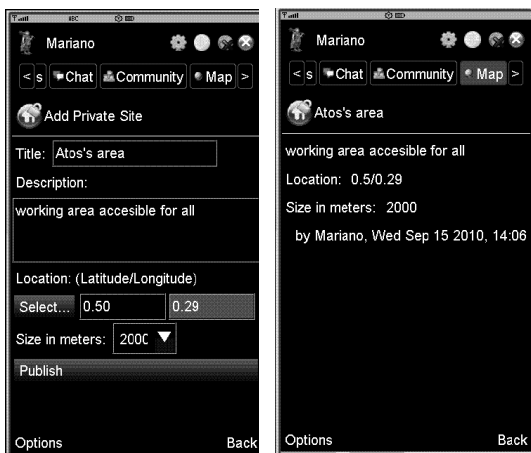 ABC
Mariano
< s Chat Community Map >
Add Private Site
Title: Atos's area
Description:
working area accesible for all
Location: (Latitude/Longitude)
Select... 0.50 0.29
Size in meters: 200C
Publish
Options Back
Mariano
< s Chat Community Map >
Atos's area
working area accesible for all
Location: 0.5/0.29
Size in meters: 2000
by Mariano, Wed Sep 15 2010, 14:06
Options Back